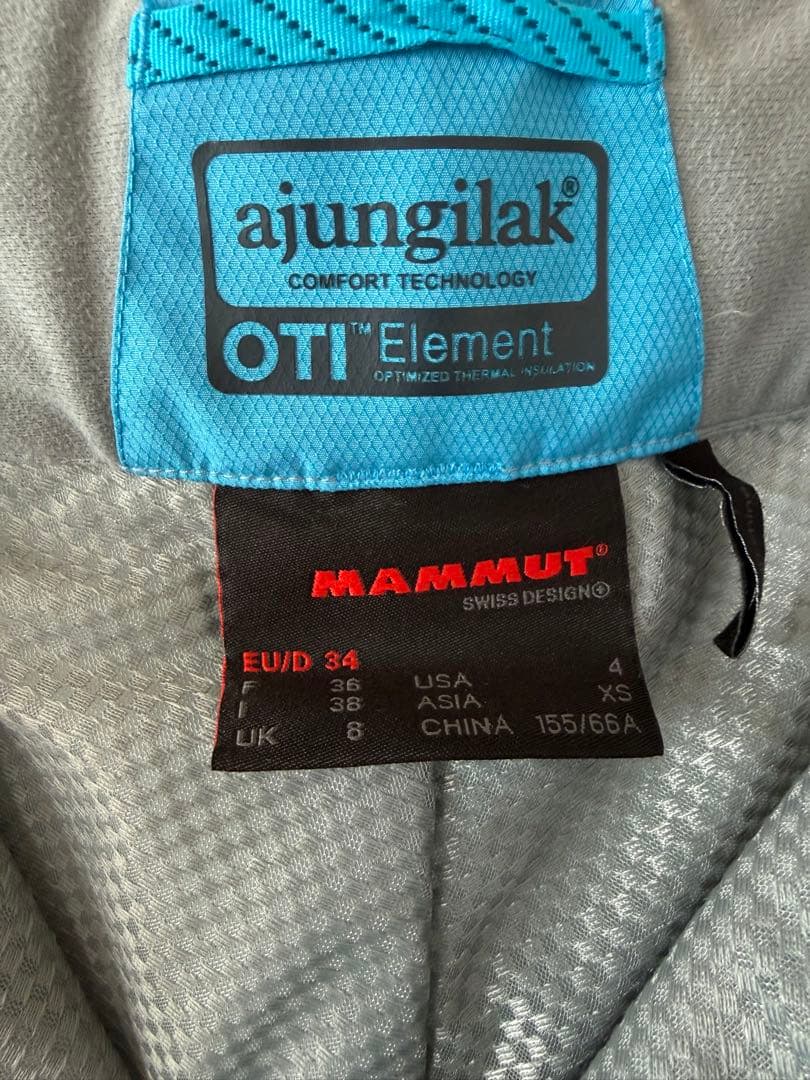 ajungilak®
COMFORT TECHNOLOGY
OTI™ Element
OPTIMIZED THERMAL INSULATION
MAMMUT®
SWISS DESIGN
EU/D 34
F 36 USA 4
I 38 ASIA XS
UK 8 CHINA 155/66A